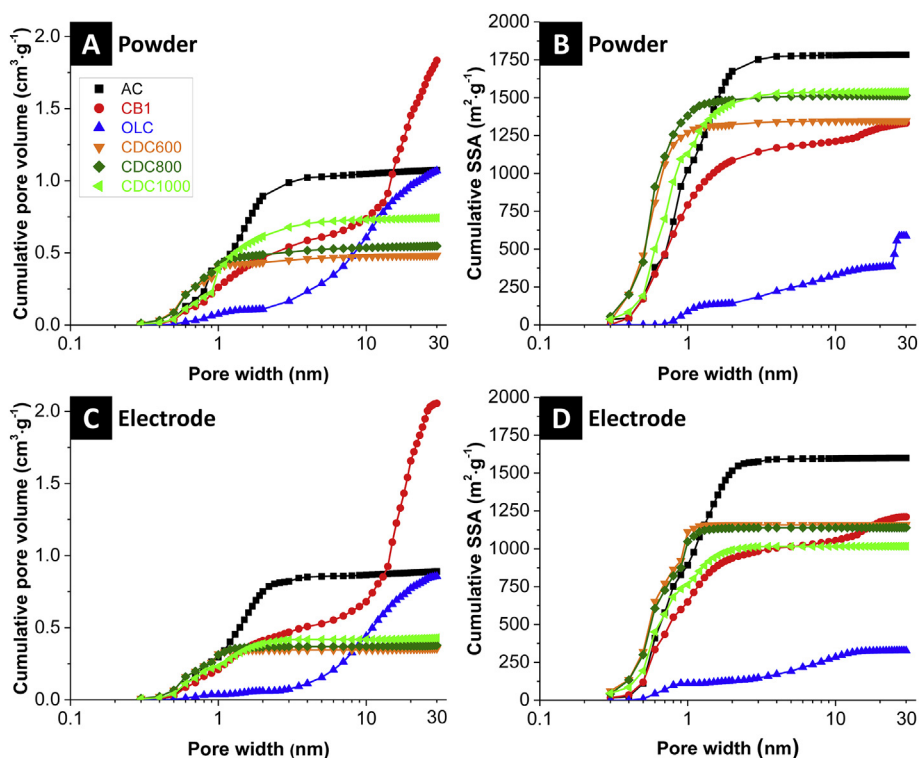 A Powder
Cumulative pore volume (cm³·g⁻¹)
2.0
1.5
1.0
0.5
0.0
AC
CB1
OLC
CDC600
CDC800
CDC1000
0.1 1 10 30
Pore width (nm)
B Powder
Cumulative SSA (m²·g⁻¹)
2000
1750
1500
1250
1000
750
500
250
0
0.1 1 10 30
Pore width (nm)
C Electrode
Cumulative pore volume (cm³·g⁻¹)
2.0
1.5
1.0
0.5
0.0
0.1 1 10 30
Pore width (nm)
D Electrode
Cumulative SSA (m²·g⁻¹)
2000
1750
1500
1250
1000
750
500
250
0
0.1 1 10 30
Pore width (nm)